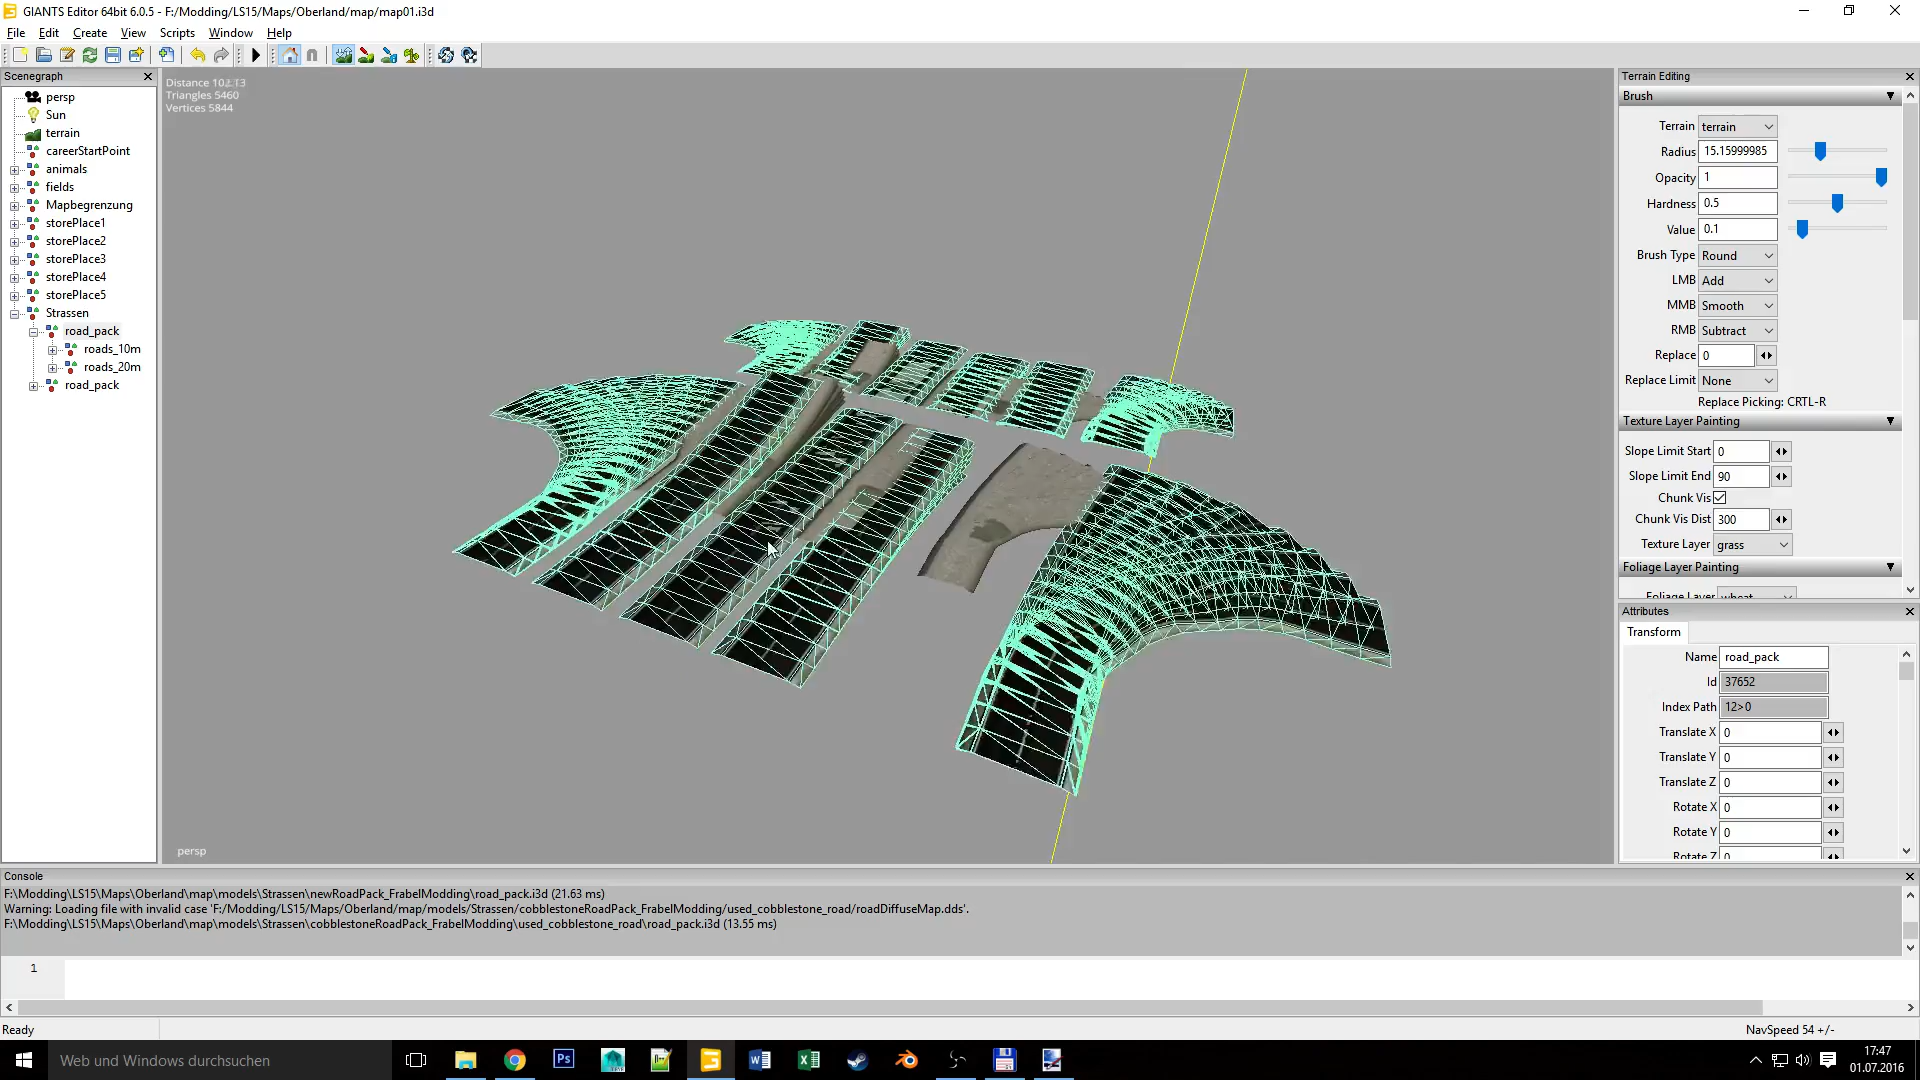 GIANTS Editor 64bit 6.0.5 - F:/Modding/LS15/Maps/Oberland/map/map01.i3d
File Edit Create View Scripts Window Help
Scenegraph
persp
Sun
terrain
careerStartPoint
animals
fields
Mapbegrenzung
storePlace1
storePlace2
storePlace3
storePlace4
storePlace5
Strassen
road_pack
roads_10m
roads_20m
road_pack
Triangles 5460
Vertices 5844
persp
Terrain Editing
Brush
Terrain terrain
Radius 15.15999985
Opacity 1
Hardness 0.5
Value 0.1
Brush Type Round
LMB Add
MMB Smooth
RMB Subtract
Replace 0
Replace Limit None
Replace Picking: CRTL-R
Texture Layer Painting
Slope Limit Start 0
Slope Limit End 90
Chunk Vis
Chunk Vis Dist 300
Texture Layer grass
Foliage Layer Painting
Foliage Layer wheat
Attributes
Transform
Name road_pack
Id 37652
Index Path 12>0
Translate X 0
Translate Y 0
Translate Z 0
Rotate X 0
Rotate Y 0
Rotate Z 0
Console
F:\Modding\LS15\Maps\Oberland\map\models\Strassen\newRoadPack_FrabelModding\road_pack.i3d (21.63 ms)
Warning: Loading file with invalid case 'F:/Modding/LS15/Maps/Oberland/map/models/Strassen/cobblestoneRoadPack_FrabelModding/used_cobblestone_road/roadDiffuseMap.dds'.
F:\Modding\LS15\Maps\Oberland\map\models\Strassen\cobblestoneRoadPack_FrabelModding\used_cobblestone_road\road_pack.i3d (13.55 ms)
1
Ready
NavSpeed 54 +/-
Web und Windows durchsuchen
17:47
01.07.2016